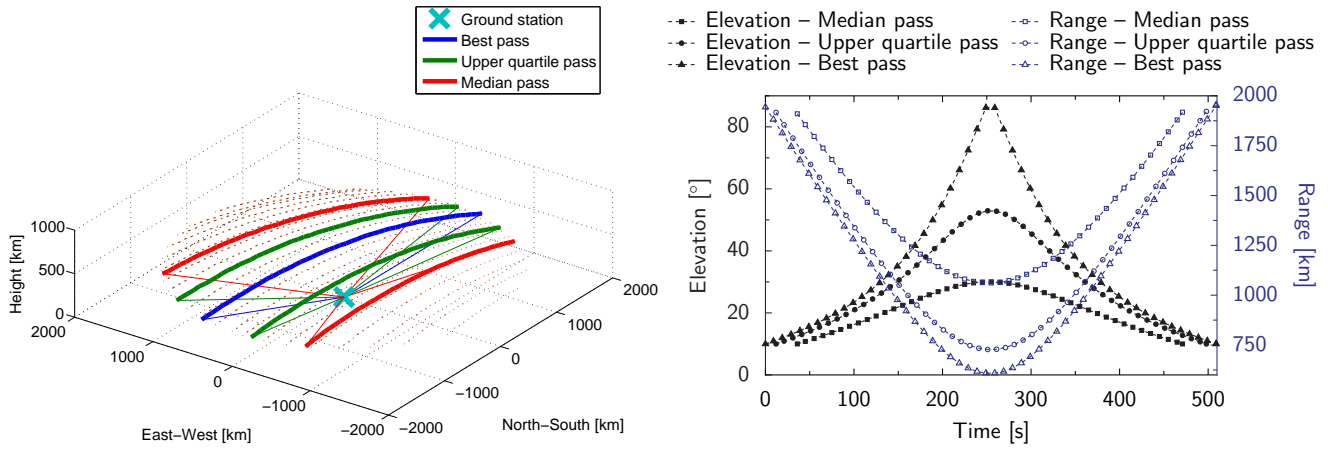 Ground station
Best pass
Upper quartile pass
Median pass
1000
500
0
Height [km]
2000
1000
0
−1000
−2000
East−West [km]
−2000
−1000
0
1000
2000
North−South [km]
Elevation – Median pass
Elevation – Upper quartile pass
Elevation – Best pass
Range – Median pass
Range – Upper quartile pass
Range – Best pass
80
60
40
20
0
Elevation [°]
2000
1750
1500
1250
1000
750
Range [km]
0 100 200 300 400 500
Time [s]